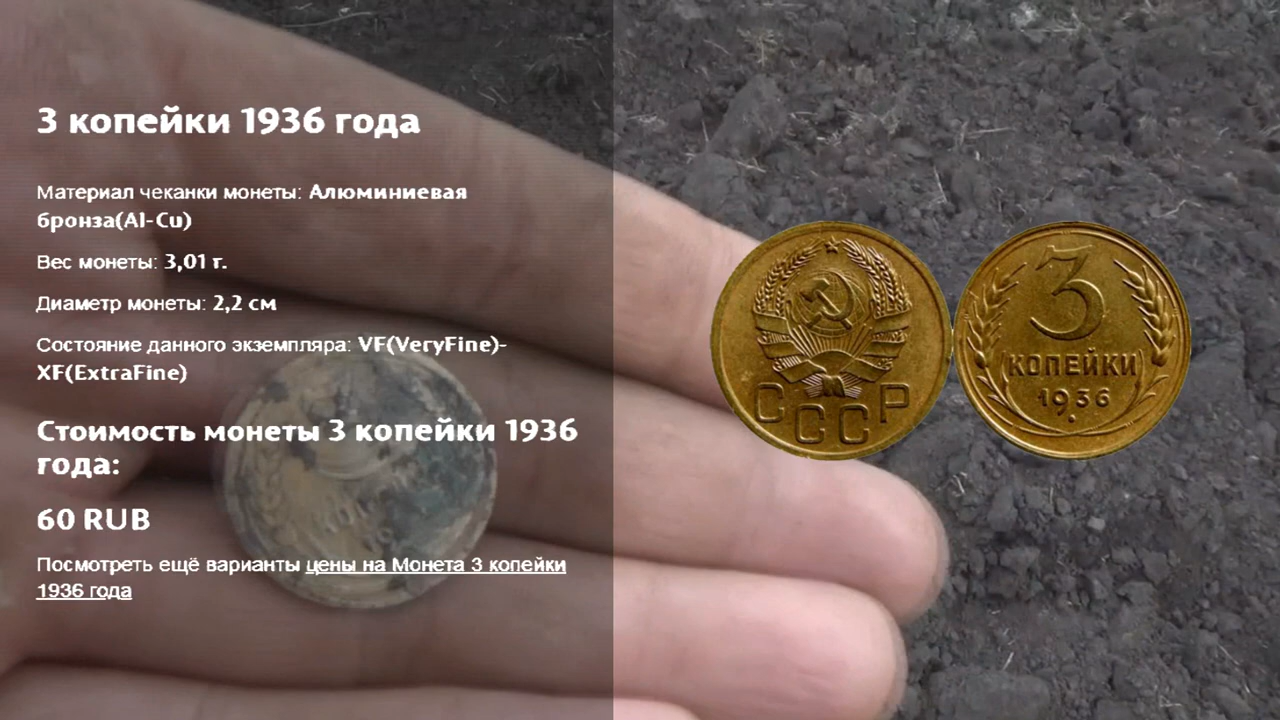 3 копейки 1936 года
Материал чеканки монеты: Алюминиевая
бронза(Al-Cu)
Вес монеты: 3,01 г.
Диаметр монеты: 2,2 см
Состояние данного экземпляра: VF(VeryFine)-
XF(ExtraFine)
Стоимость монеты 3 копейки 1936
года:
60 RUB
Посмотреть ещё варианты цены на Монета 3 копейки
1936 года
СССР
3
КОПЕЙКИ
1936